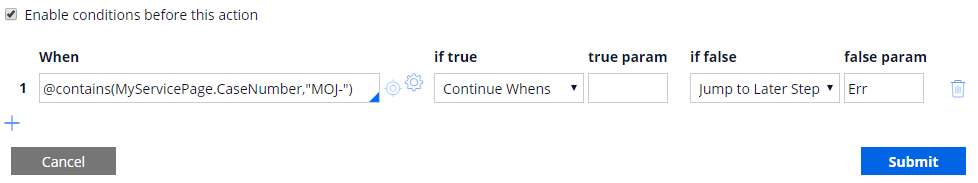 Enable conditions before this action
When if true true param if false false param
1 @contains(MyServicePage.CaseNumber,"MOJ-") Continue Whens Jump to Later Step Err
Cancel Submit